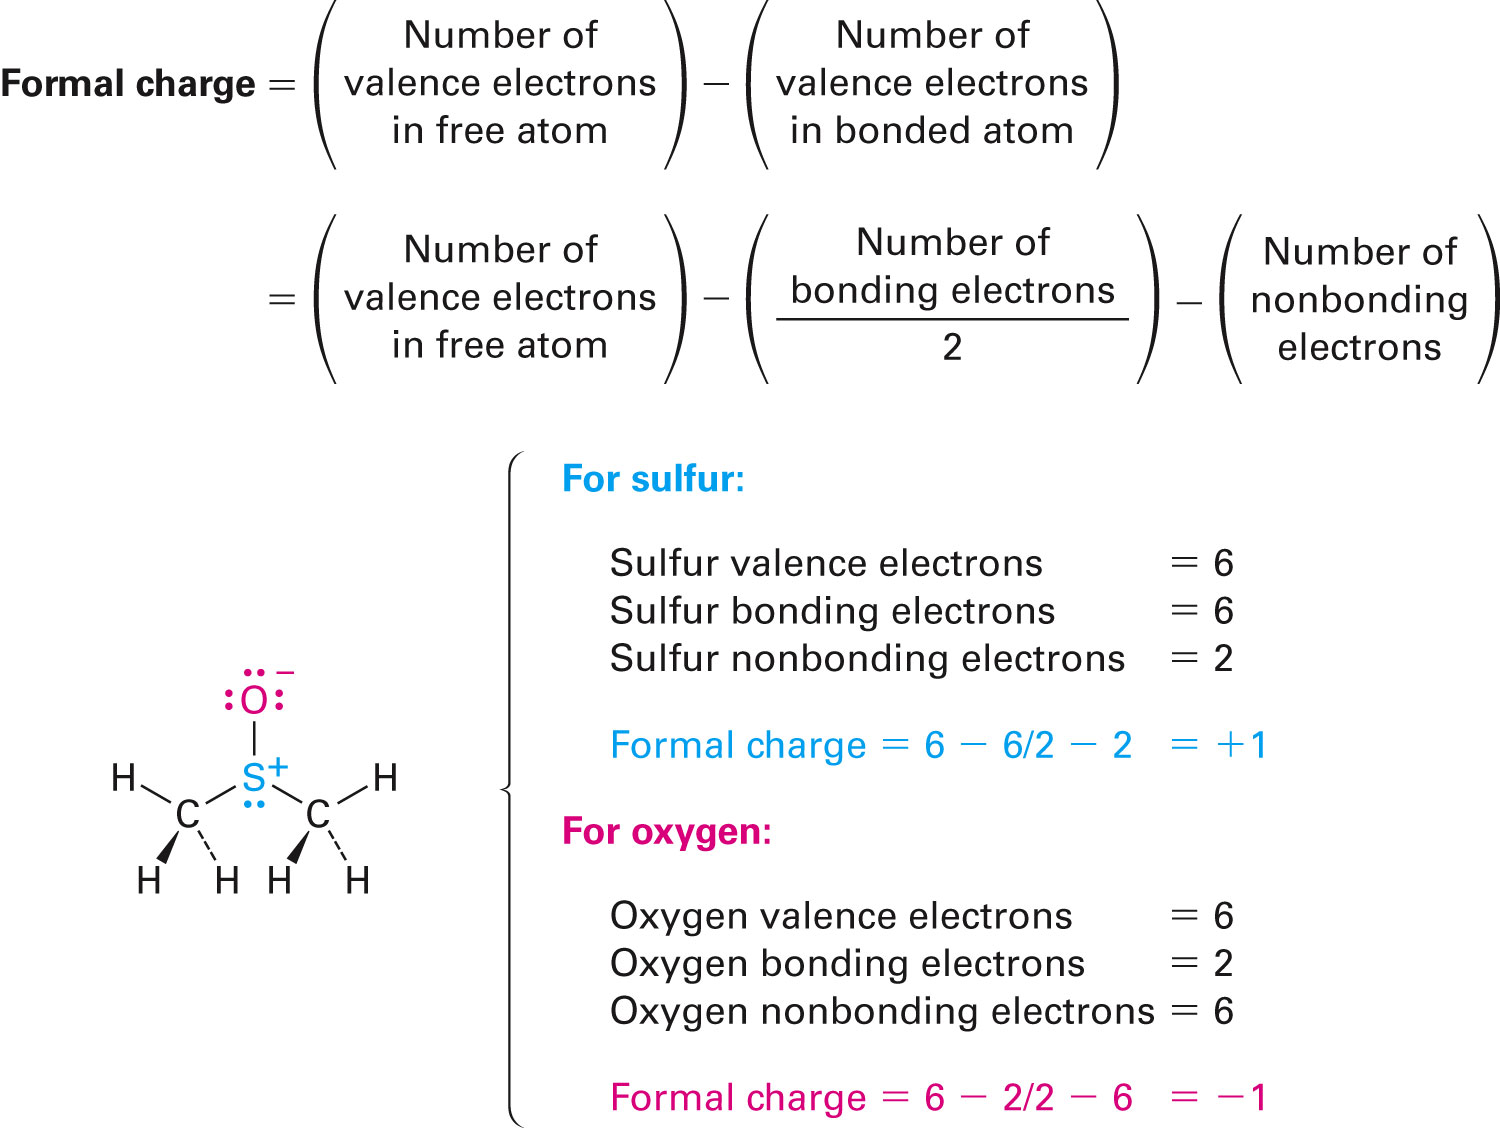 Number of Number of
Formal charge = ( valence electrons ) − ( valence electrons )
in free atom in bonded atom
Number of Number of Number of
= ( valence electrons ) − ( bonding electrons ) − ( nonbonding )
in free atom 2 electrons
For sulfur:
Sulfur valence electrons = 6
Sulfur bonding electrons = 6
Sulfur nonbonding electrons = 2
Formal charge = 6 − 6/2 − 2 = +1
For oxygen:
Oxygen valence electrons = 6
Oxygen bonding electrons = 2
Oxygen nonbonding electrons = 6
Formal charge = 6 − 2/2 − 6 = −1
:Ö:−
H S+ H
C C
H H H H